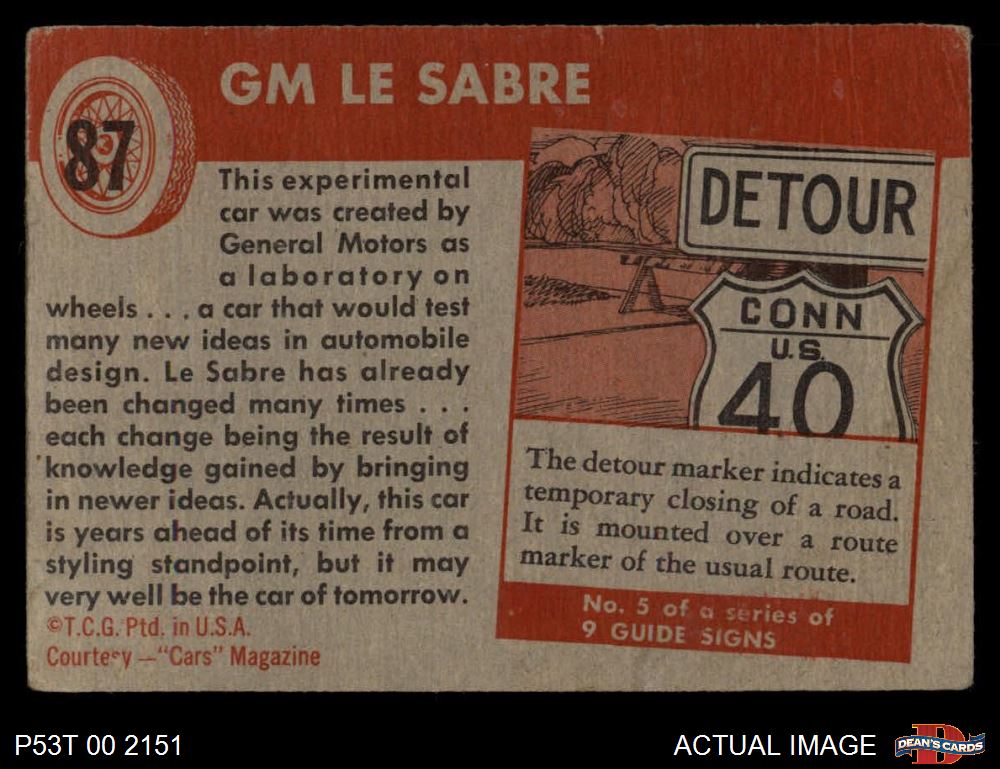 87
GM LE SABRE
This experimental
car was created by
General Motors as
a laboratory on
wheels . . . a car that would test
many new ideas in automobile
design. Le Sabre has already
been changed many times . . .
each change being the result of
knowledge gained by bringing
in newer ideas. Actually, this car
is years ahead of its time from a
styling standpoint, but it may
very well be the car of tomorrow.
©T.C.G. Ptd. in U.S.A.
Courtesy —"Cars" Magazine
DETOUR
CONN
U.S.
40
The detour marker indicates a
temporary closing of a road.
It is mounted over a route
marker of the usual route.
No. 5 of a series of
9 GUIDE SIGNS
P53T 00 2151
ACTUAL IMAGE
D
DEAN'S CARDS